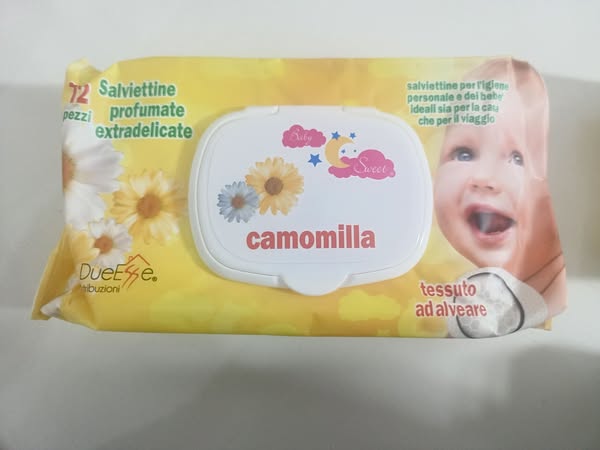 72
pezzi
Salviettine
profumate
extradelicate
salviettine per l'igiene
personale e dei bebè
ideali sia per la casa
che per il viaggio
Baby
Sweet
camomilla
DueEsse®
tribuzioni
tessuto
ad alveare